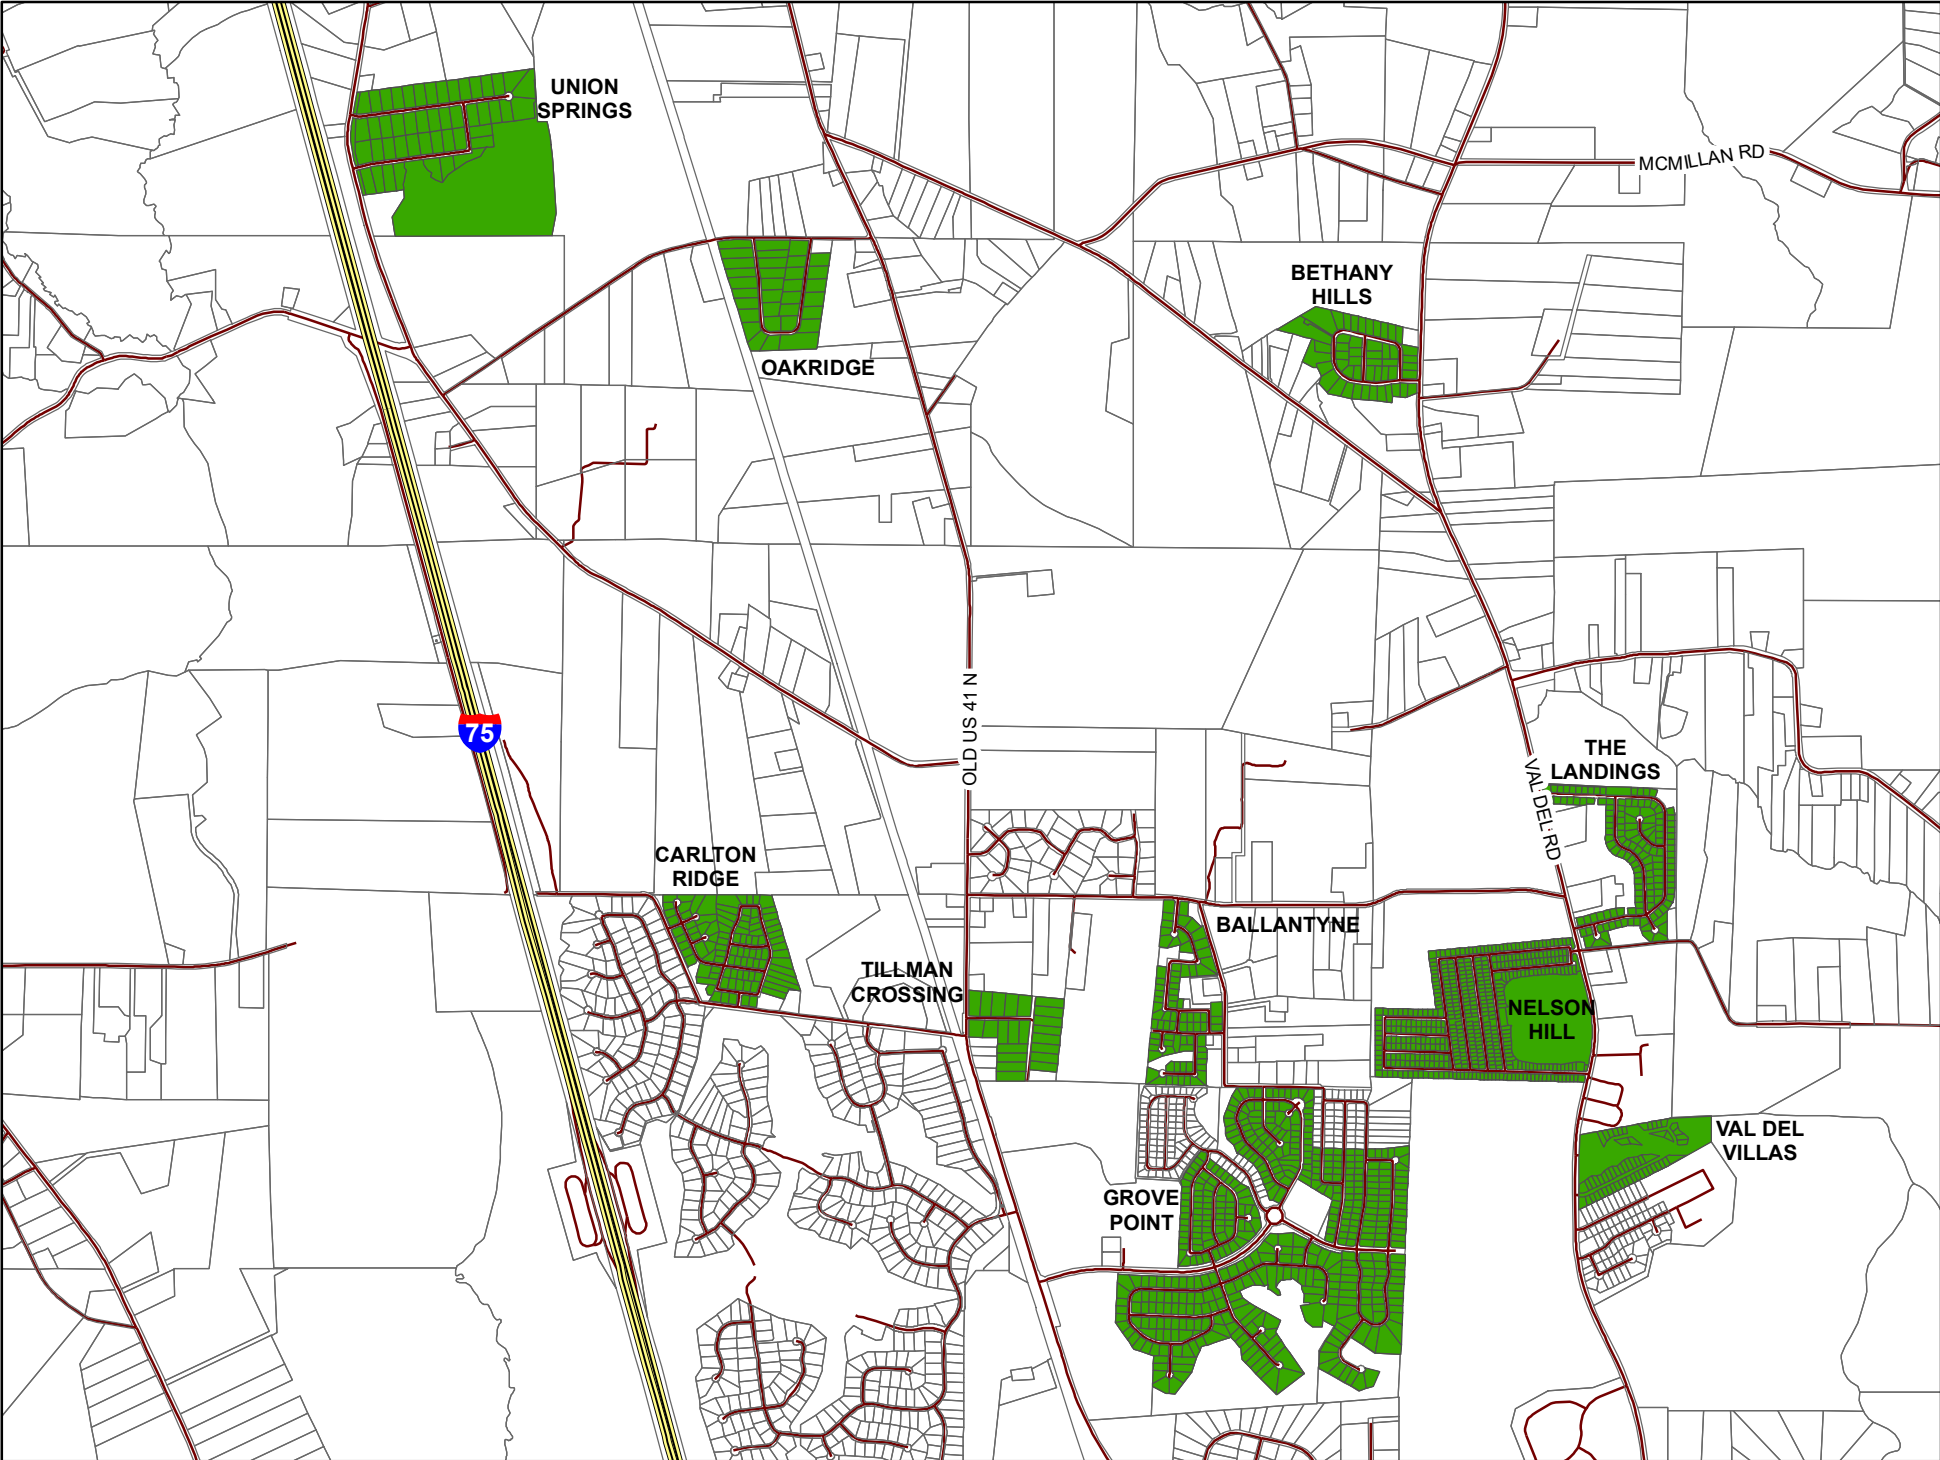 UNION
SPRINGS
MCMILLAN RD
BETHANY
HILLS
OAKRIDGE
OLD US 41 N
75
THE
LANDINGS
VAL DEL RD
CARLTON
RIDGE
BALLANTYNE
TILLMAN
CROSSING
NELSON
HILL
VAL DEL
VILLAS
GROVE
POINT